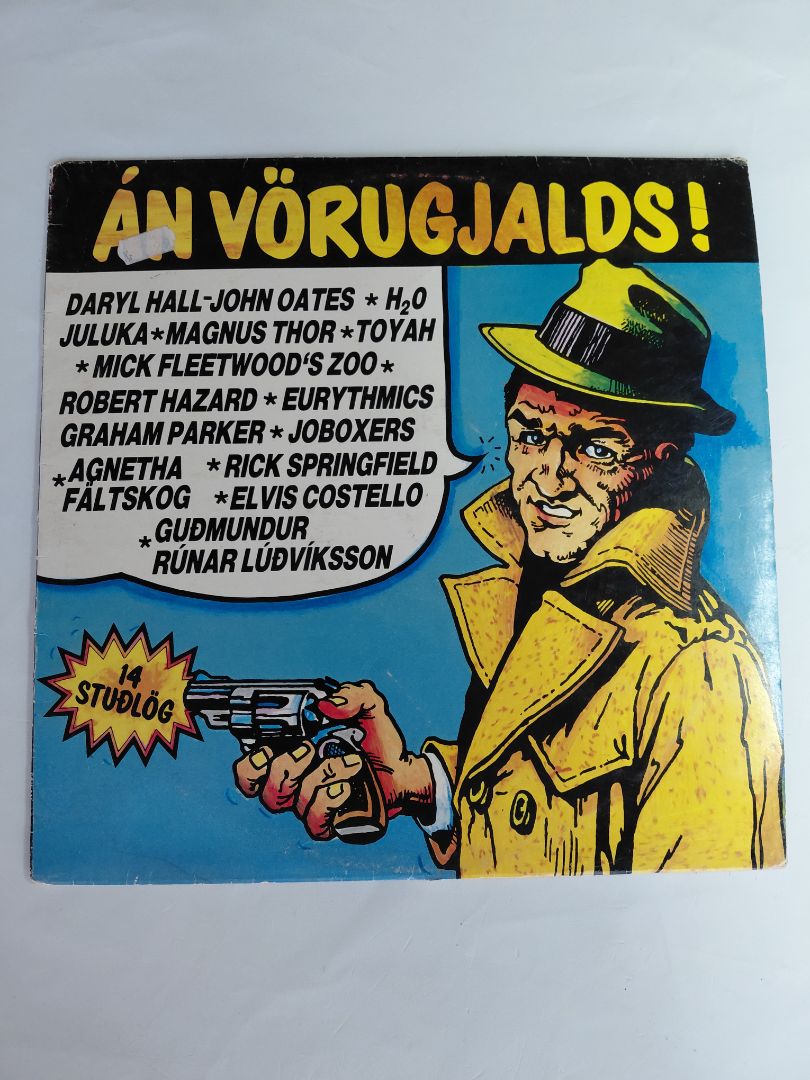 ÁN VÖRUGJALDS!
DARYL HALL-JOHN OATES * H₂O
JULUKA * MAGNUS THOR * TOYAH
* MICK FLEETWOOD'S ZOO *
ROBERT HAZARD * EURYTHMICS
GRAHAM PARKER * JOBOXERS
* AGNETHA * RICK SPRINGFIELD
FÄLTSKOG * ELVIS COSTELLO
* GUÐMUNDUR
RÚNAR LÚÐVÍKSSON
14
STUÐLÖG